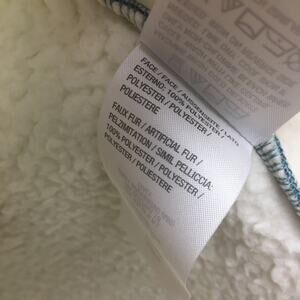 FACE / FACE / AUSSENSEITE / LATO
ESTERNO: 100% POLYESTER /
POLYESTER / POLYESTER /
POLIESTERE
FAUX FUR / ARTIFICIAL FUR /
PELZIMITATION / SIMIL PELLICCIA:
100% POLYESTER / POLYESTER /
POLYESTER / POLIESTERE